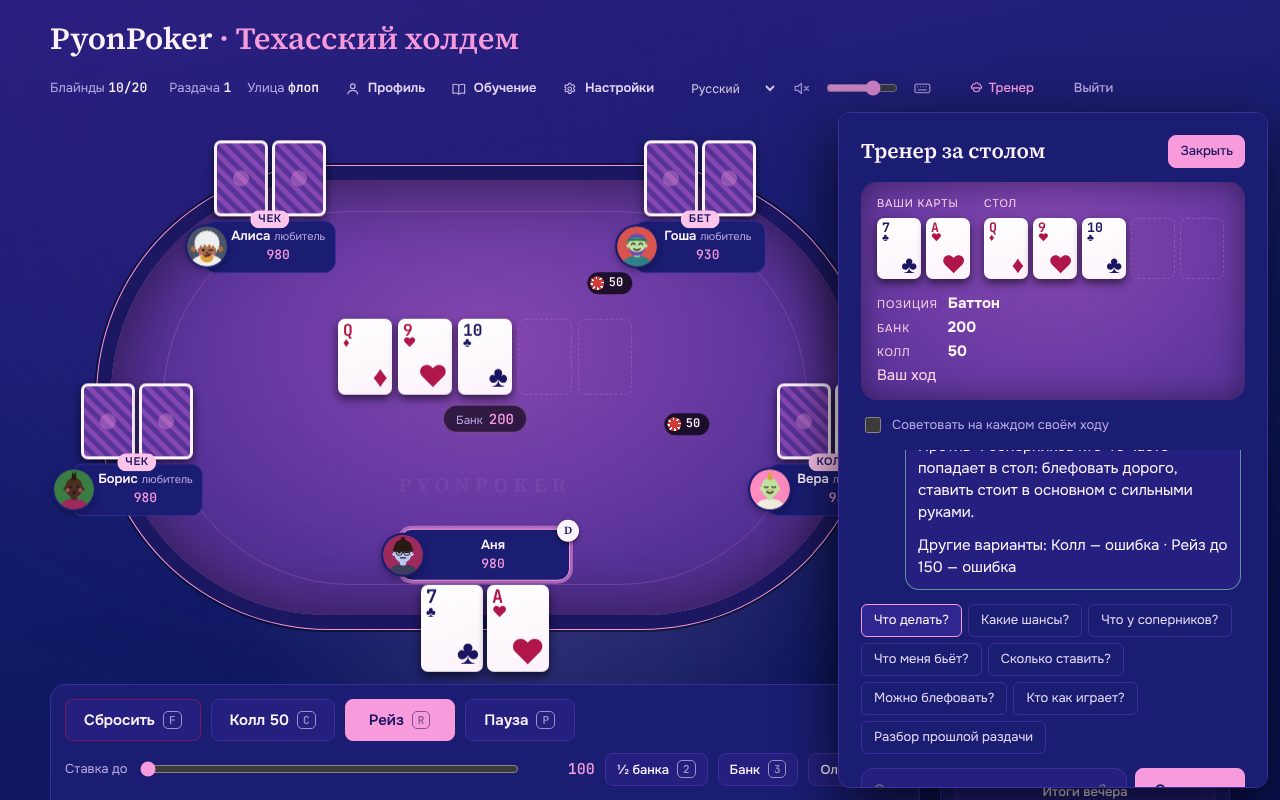 PyonPoker · Техасский холдем
Блайнды 10/20 Раздача 1 Улица флоп Профиль Обучение Настройки Русский Тренер Выйти
ЧЕК
Алиса любитель
980
БЕТ
Гоша любитель
930
50
Q 9 10
Банк 200
50
ЧЕК
Борис любитель
980
Вера
PYONPOKER
D
Аня
980
7 A
Сбросить F Колл 50 C Рейз R Пауза P
Ставка до 100 ½ банка 2 Банк 3
Тренер за столом
Закрыть
ВАШИ КАРТЫ СТОЛ
7 A Q 9 10
ПОЗИЦИЯ Баттон
БАНК 200
КОЛЛ 50
Ваш ход
Советовать на каждом своём ходу
попадает в стол: блефовать дорого,
ставить стоит в основном с сильными
руками.
Другие варианты: Колл — ошибка · Рейз до
150 — ошибка
Что делать? Какие шансы? Что у соперников?
Что меня бьёт? Сколько ставить?
Можно блефовать? Кто как играет?
Разбор прошлой раздачи
Итоги вечера